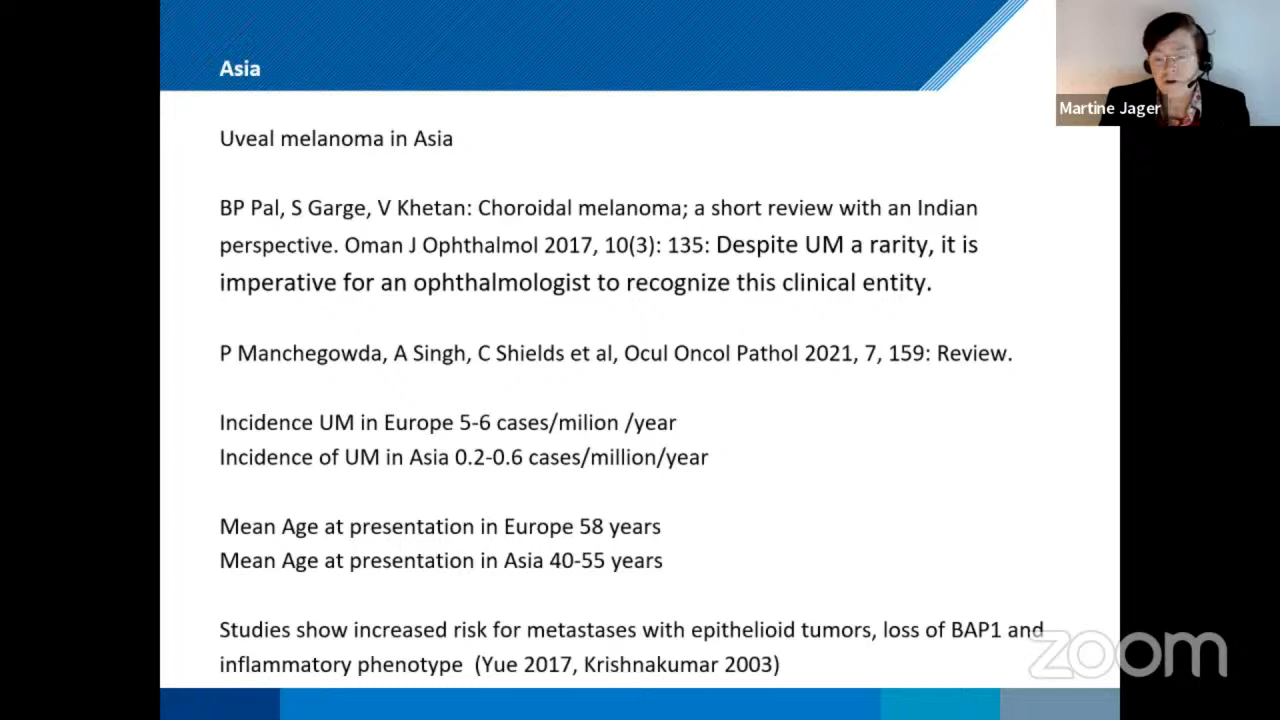 Asia
Martine Jager
Uveal melanoma in Asia
BP Pal, S Garge, V Khetan: Choroidal melanoma; a short review with an Indian
perspective. Oman J Ophthalmol 2017, 10(3): 135: Despite UM a rarity, it is
imperative for an ophthalmologist to recognize this clinical entity.
P Manchegowda, A Singh, C Shields et al, Ocul Oncol Pathol 2021, 7, 159: Review.
Incidence UM in Europe 5-6 cases/milion /year
Incidence of UM in Asia 0.2-0.6 cases/million/year
Mean Age at presentation in Europe 58 years
Mean Age at presentation in Asia 40-55 years
Studies show increased risk for metastases with epithelioid tumors, loss of BAP1 and
inflammatory phenotype (Yue 2017, Krishnakumar 2003)
zoom